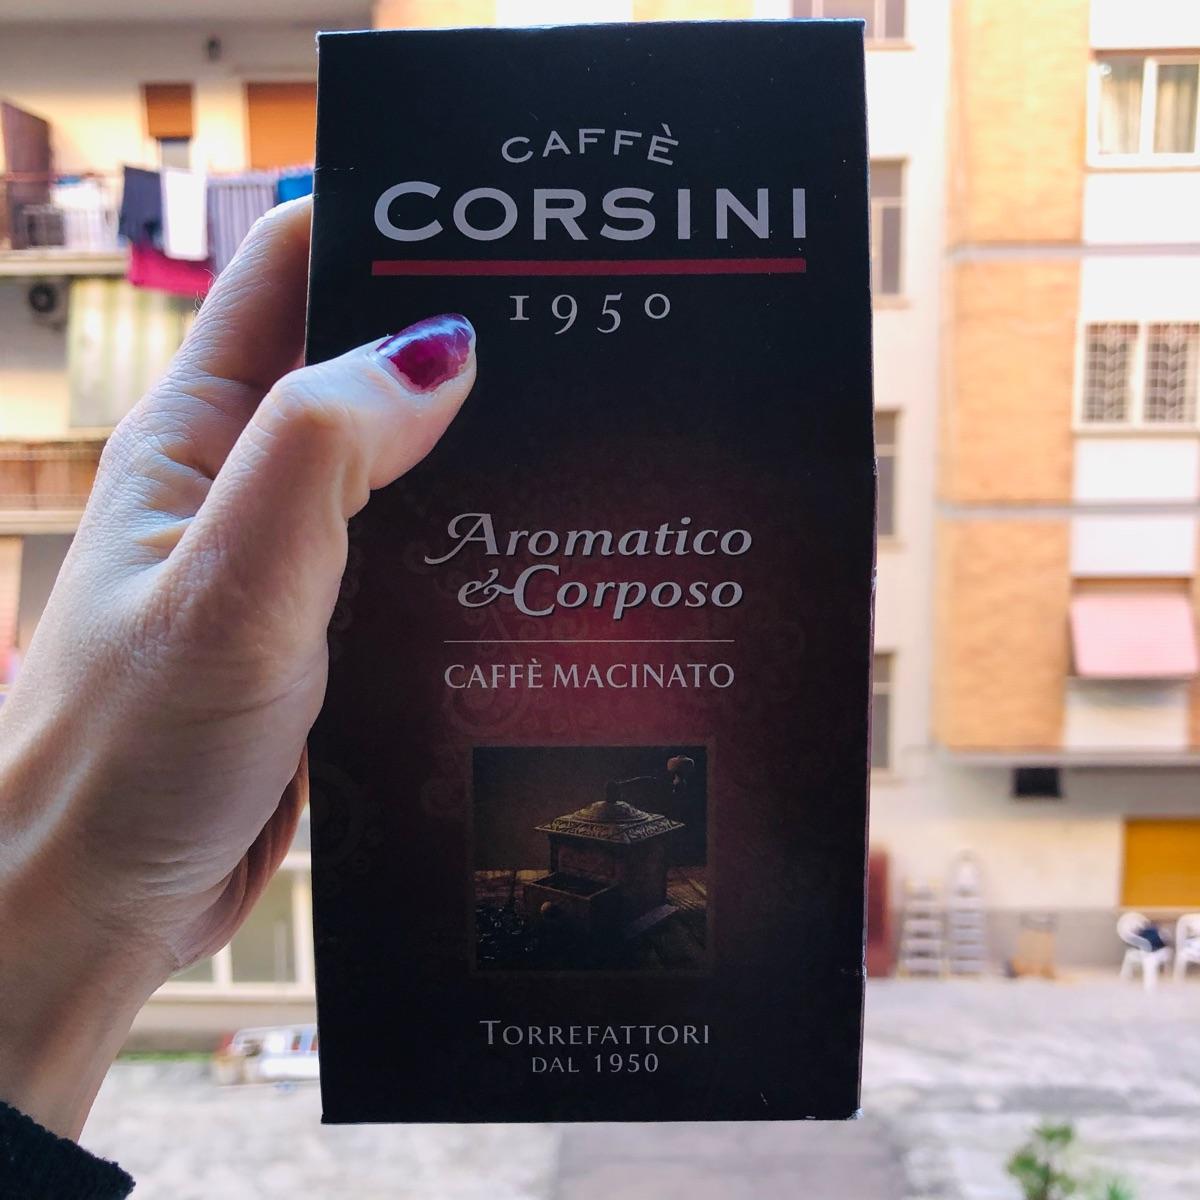 CAFFÈ
CORSINI
1950
Aromatico
& Corposo
CAFFÈ MACINATO
TORREFATTORI
DAL 1950